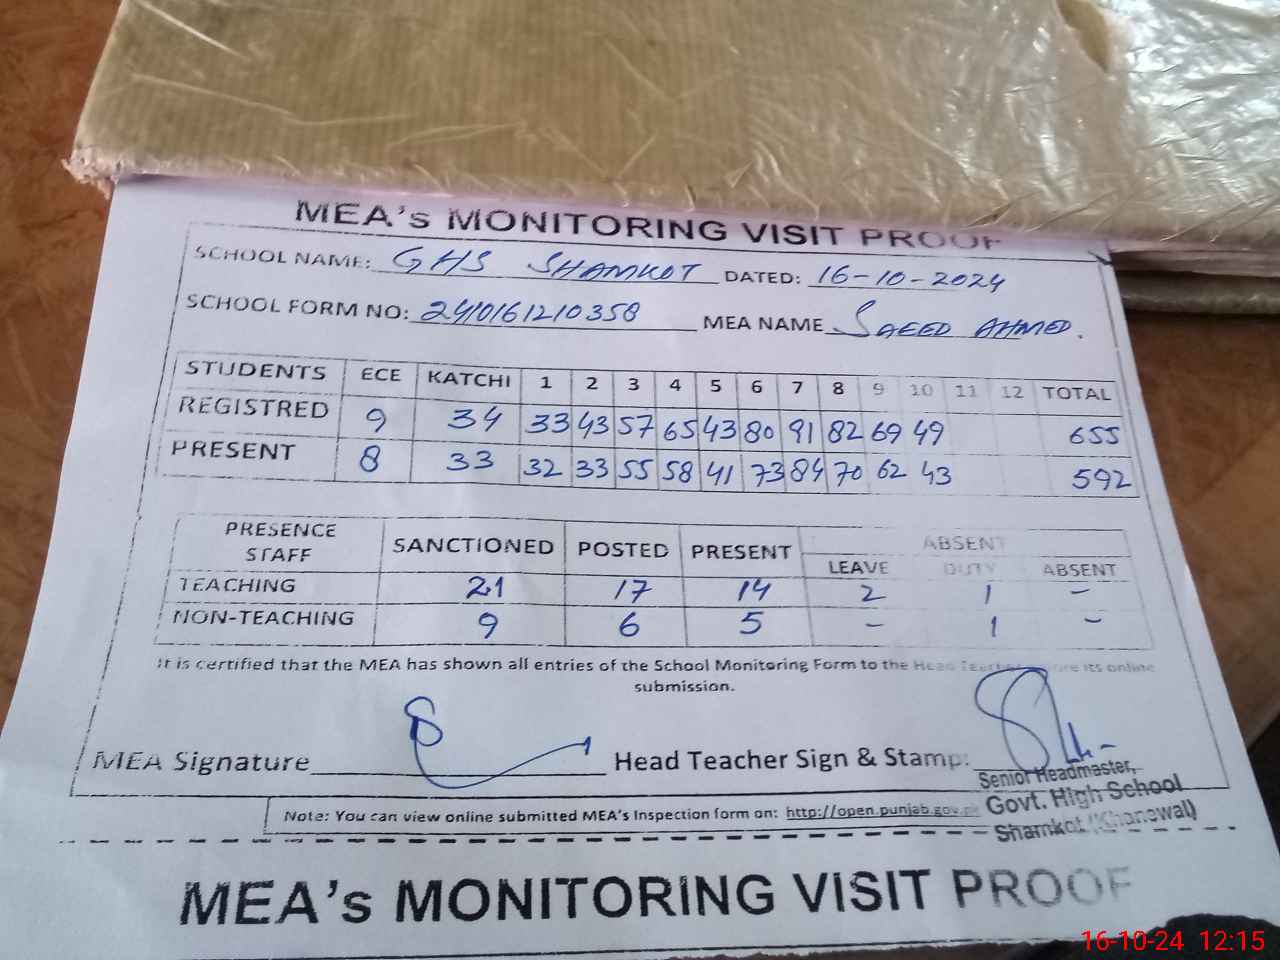 MEA's MONITORING VISIT PROOF
SCHOOL NAME: GHS SHAMKOT DATED: 16-10-2024
SCHOOL FORM NO: 2410161210358 MEA NAME SAEED AHMED.
STUDENTS ECE KATCHI 1 2 3 4 5 6 7 8 9 10 11 12 TOTAL
REGISTRED 9 34 33 43 57 65 43 80 91 82 69 49 655
PRESENT 8 33 32 33 55 58 41 73 84 70 62 43 592
PRESENCE STAFF SANCTIONED POSTED PRESENT ABSENT
LEAVE DUTY ABSENT
TEACHING 21 17 14 2 1 -
NON-TEACHING 9 6 5 - 1 -
It is certified that the MEA has shown all entries of the School Monitoring Form to the Head Teacher its online
submission.
MEA Signature Head Teacher Sign & Stamp:
Senior Headmaster,
Govt. High School
Shamkot (Khanewal)
Note: You can view online submitted MEA's Inspection form on: http://open.punjab.gov.
MEA's MONITORING VISIT PROOF
16-10-24 12:15